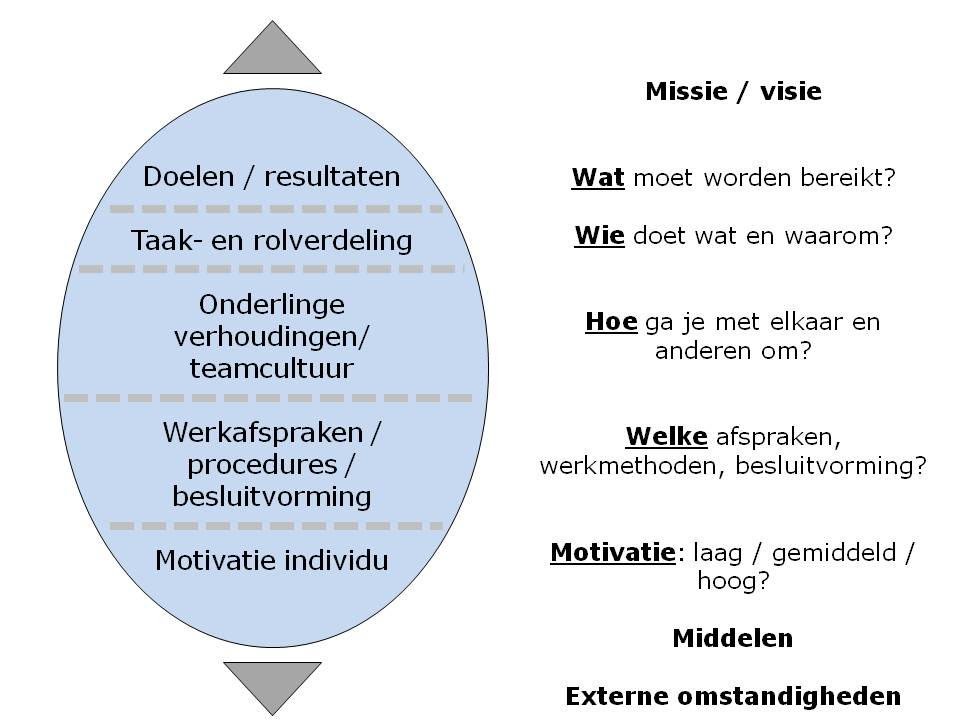 Missie / visie
Doelen / resultaten
Wat moet worden bereikt?
Taak- en rolverdeling
Wie doet wat en waarom?
Onderlinge
verhoudingen/
teamcultuur
Hoe ga je met elkaar en
anderen om?
Werkafspraken /
procedures /
besluitvorming
Welke afspraken,
werkmethoden, besluitvorming?
Motivatie individu
Motivatie: laag / gemiddeld /
hoog?
Middelen
Externe omstandigheden